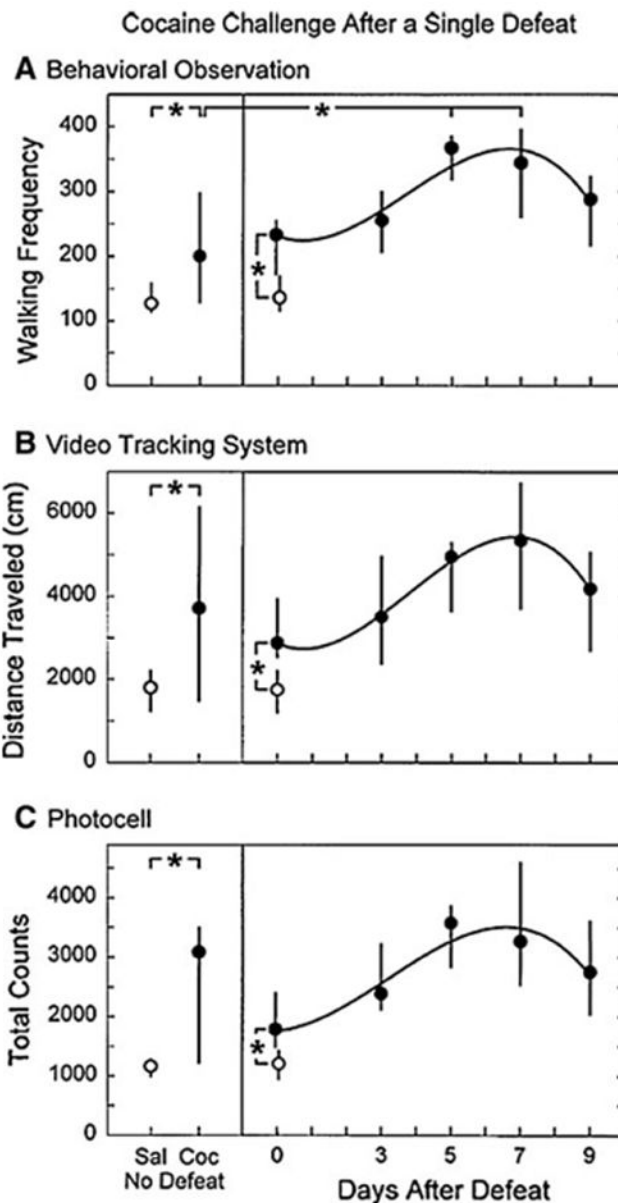 Cocaine Challenge After a Single Defeat
A Behavioral Observation
Walking Frequency
400
300
200
100
0
* *
*
B Video Tracking System
Distance Traveled (cm)
6000
4000
2000
0
*
*
C Photocell
Total Counts
4000
3000
2000
1000
0
*
*
Sal Coc 0 3 5 7 9
No Defeat Days After Defeat